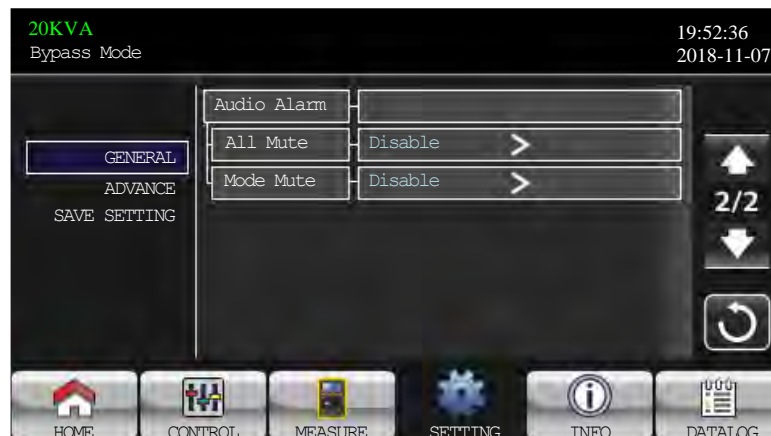 20KVA
Bypass Mode
19:52:36
2018-11-07
Audio Alarm
All Mute Disable >
Mode Mute Disable >
GENERAL
ADVANCE
SAVE SETTING
2/2
HOME CONTROL MEASURE SETTING INFO DATALOG